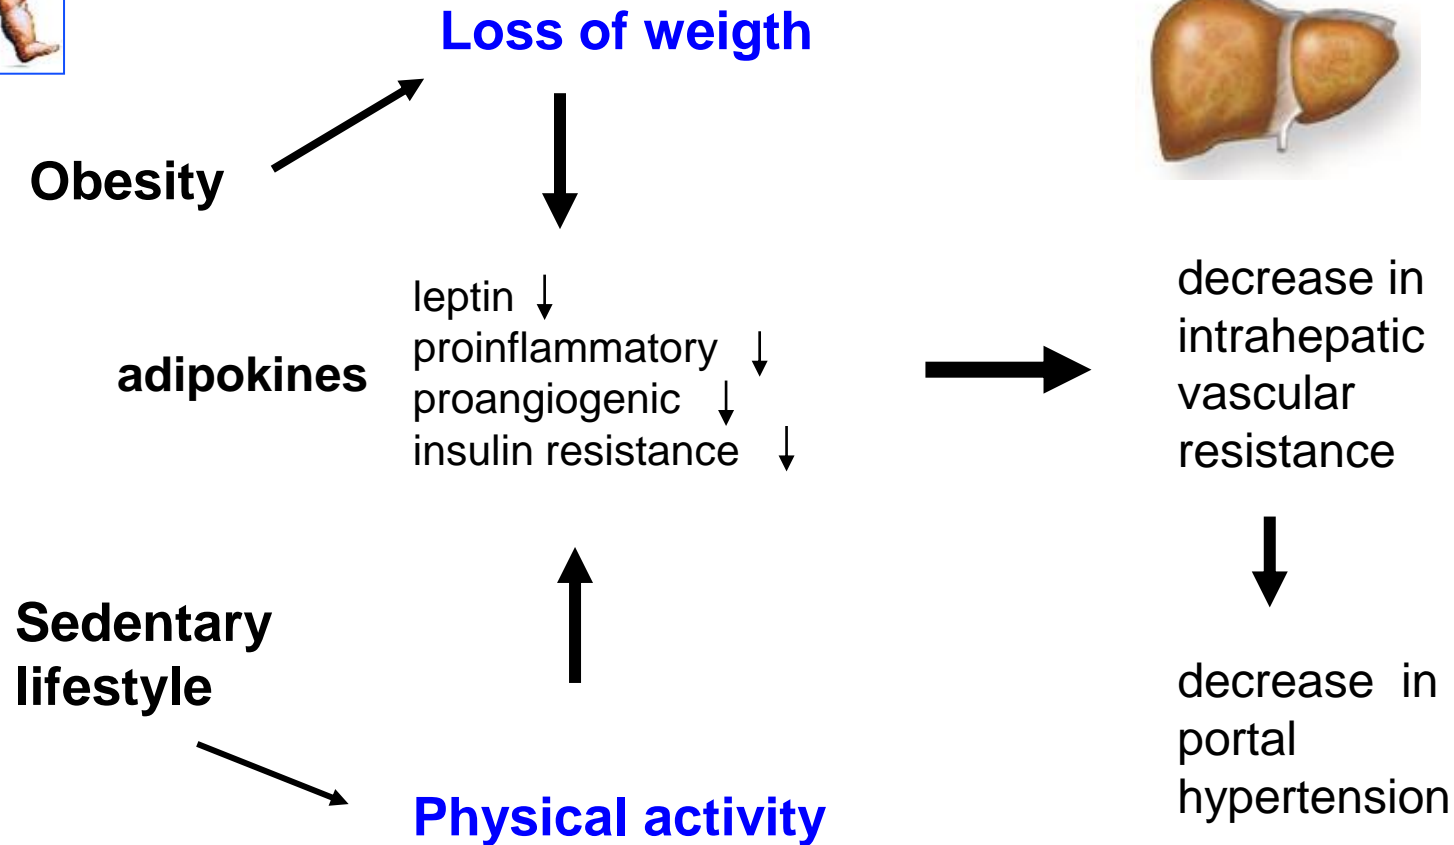 Loss of weigth
Obesity
adipokines
leptin ↓
proinflammatory ↓
proangiogenic ↓
insulin resistance ↓
decrease in
intrahepatic
vascular
resistance
Sedentary
lifestyle
Physical activity
decrease in
portal
hypertension